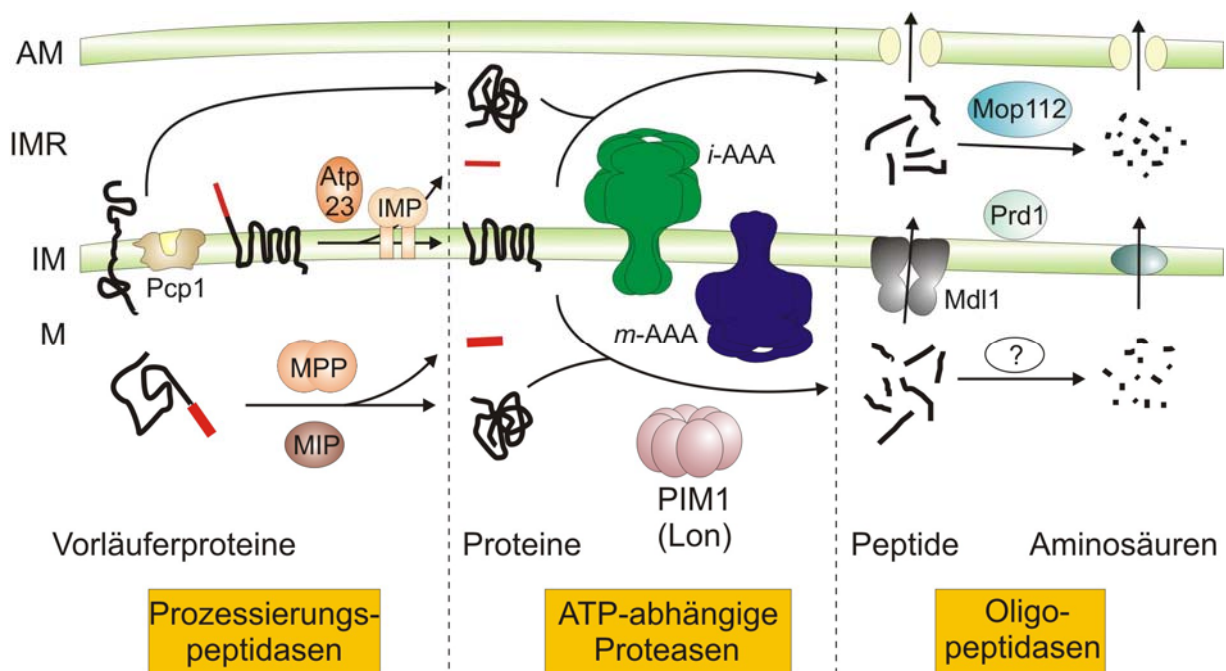 AM
IMR
IM
M
Atp
23
IMP
Pcp1
MPP
MIP
i-AAA
m-AAA
PIM1
(Lon)
Mop112
Prd1
Mdl1
?
Vorläuferproteine
Proteine
Peptide
Aminosäuren
Prozessierungs-
peptidasen
ATP-abhängige
Proteasen
Oligo-
peptidasen